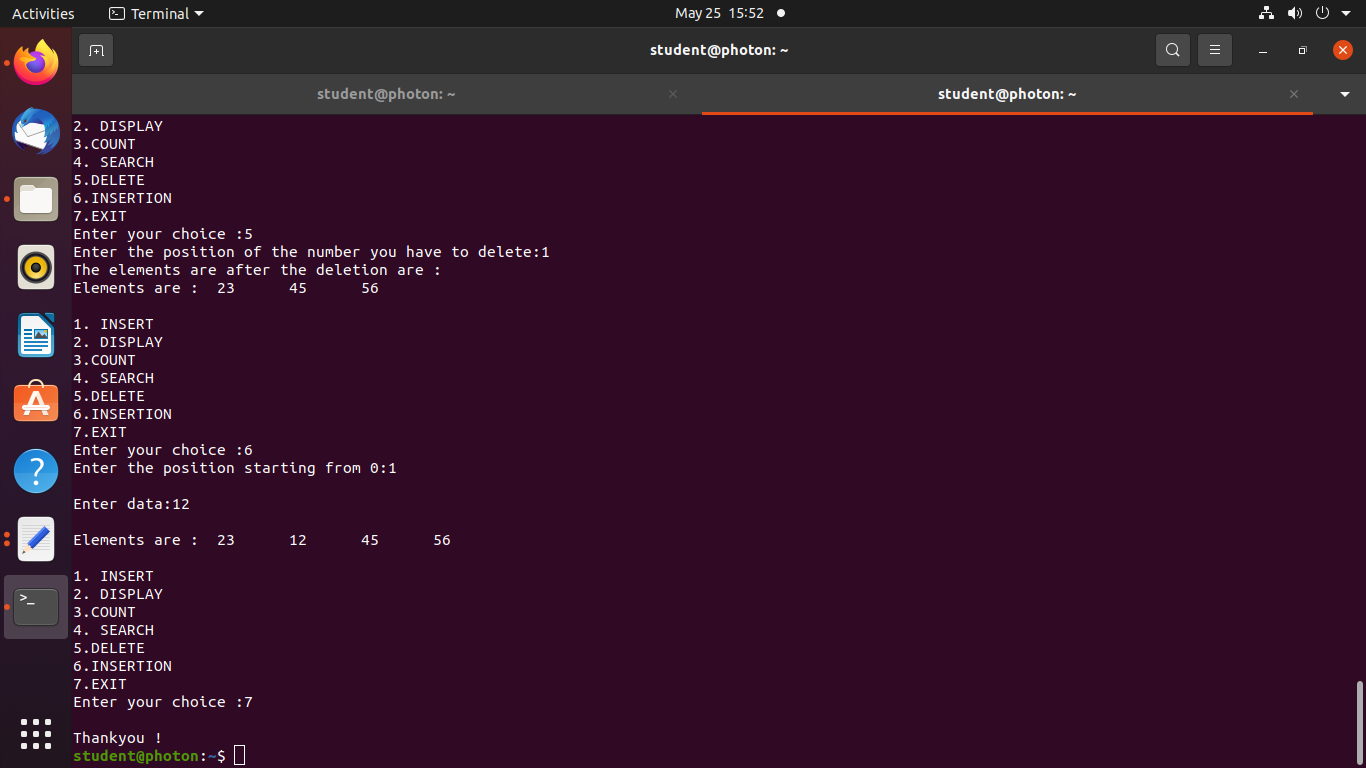 Activities Terminal May 25 15:52
student@photon: ~
student@photon: ~ student@photon: ~
2. DISPLAY
3.COUNT
4. SEARCH
5.DELETE
6.INSERTION
7.EXIT
Enter your choice :5
Enter the position of the number you have to delete:1
The elements are after the deletion are :
Elements are :  23      45      56
1. INSERT
2. DISPLAY
3.COUNT
4. SEARCH
5.DELETE
6.INSERTION
7.EXIT
Enter your choice :6
Enter the position starting from 0:1
Enter data:12
Elements are :  23      12      45      56
1. INSERT
2. DISPLAY
3.COUNT
4. SEARCH
5.DELETE
6.INSERTION
7.EXIT
Enter your choice :7
Thankyou !
student@photon:~$